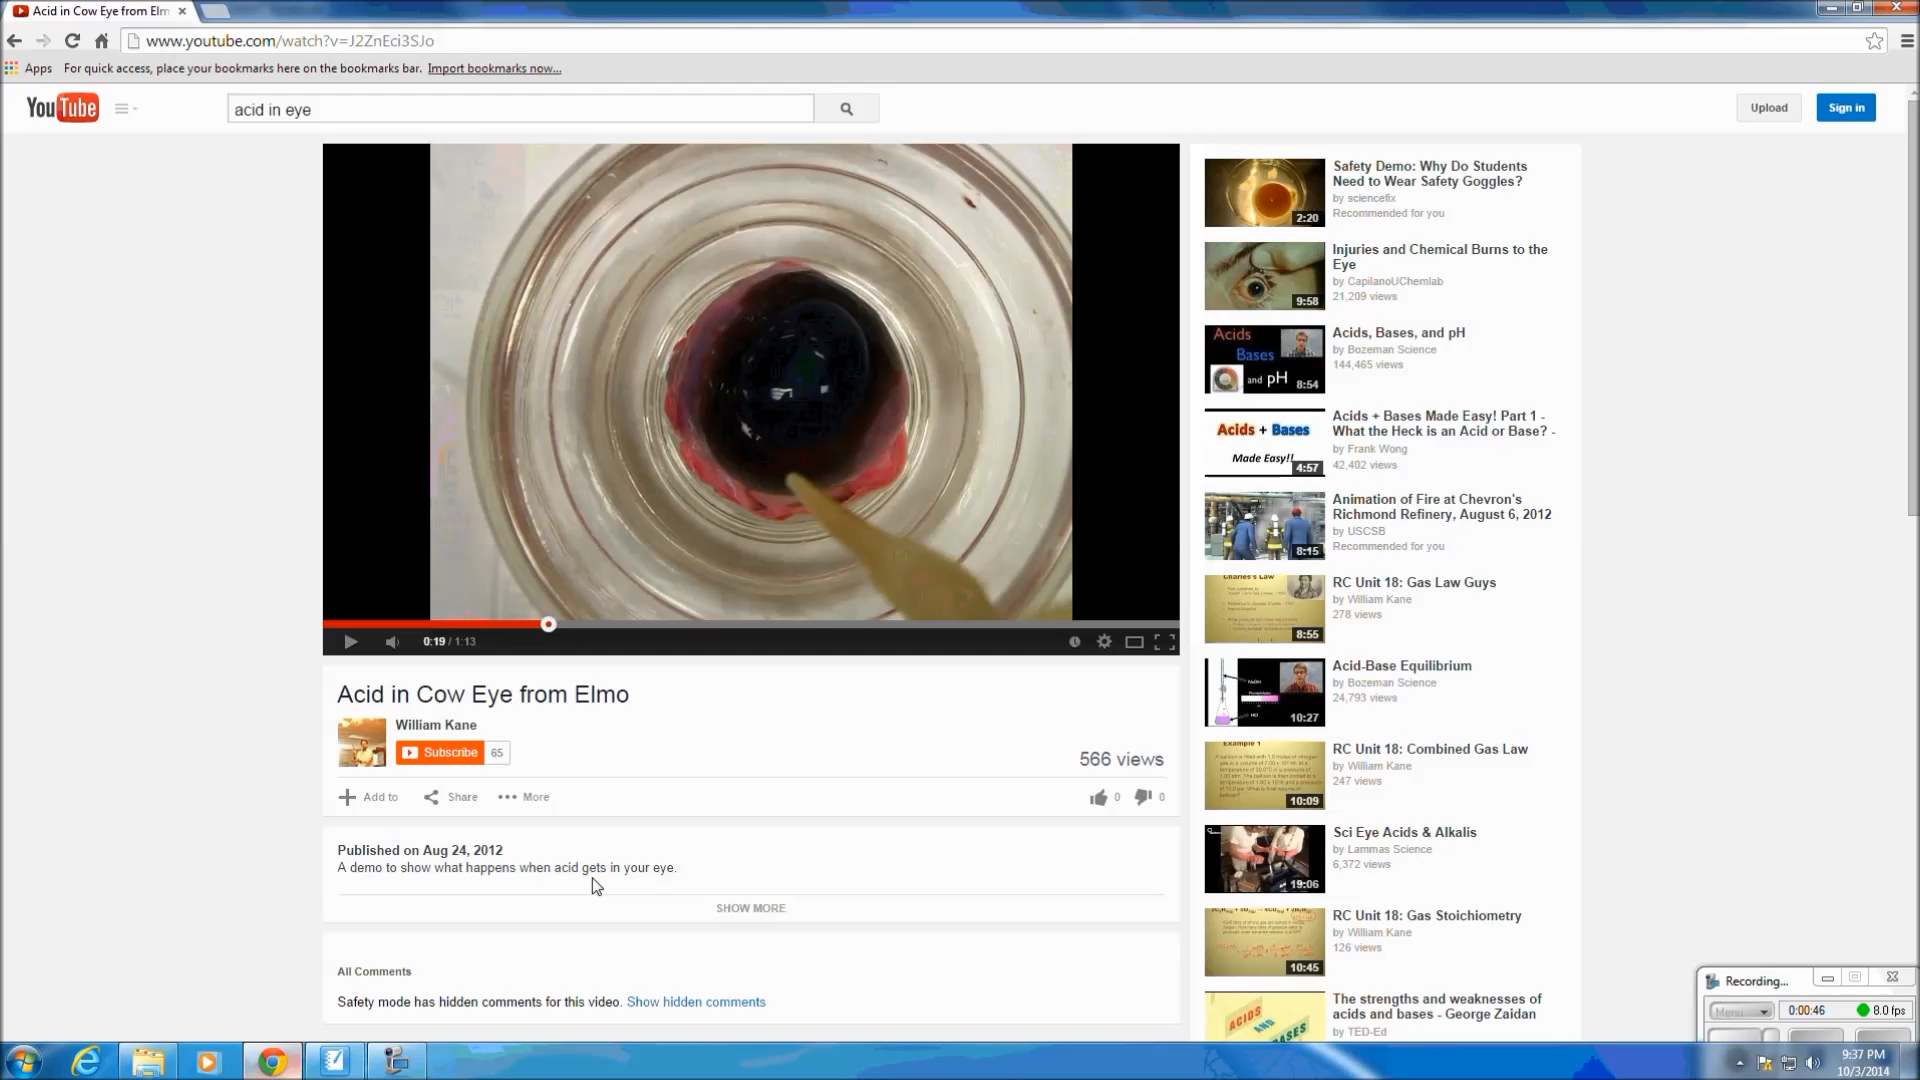 Acid in Cow Eye from Elm
www.youtube.com/watch?v=J2ZnEci3SJo
Apps For quick access, place your bookmarks here on the bookmarks bar. Import bookmarks now...
YouTube
acid in eye
Upload
Sign in
0:19 / 1:13
Acid in Cow Eye from Elmo
William Kane
Subscribe 65
566 views
Add to Share More
0 0
Published on Aug 24, 2012
A demo to show what happens when acid gets in your eye.
SHOW MORE
All Comments
Safety mode has hidden comments for this video. Show hidden comments
2:20
Safety Demo: Why Do Students
Need to Wear Safety Goggles?
by sciencefix
Recommended for you
9:58
Injuries and Chemical Burns to the
Eye
by CapilanoUChemlab
21,209 views
Acids
Bases
and pH
8:54
Acids, Bases, and pH
by Bozeman Science
144,465 views
Acids + Bases
Made Easy!!
4:57
Acids + Bases Made Easy! Part 1 -
What the Heck is an Acid or Base? -
by Frank Wong
42,402 views
8:15
Animation of Fire at Chevron's
Richmond Refinery, August 6, 2012
by USCSB
Recommended for you
Charles's Law
8:55
RC Unit 18: Gas Law Guys
by William Kane
278 views
10:27
Acid-Base Equilibrium
by Bozeman Science
24,793 views
Example 1
10:09
RC Unit 18: Combined Gas Law
by William Kane
247 views
19:06
Sci Eye Acids & Alkalis
by Lammas Science
6,372 views
10:45
RC Unit 18: Gas Stoichiometry
by William Kane
126 views
ACIDS
AND
BASES
The strengths and weaknesses of
acids and bases - George Zaidan
by TED-Ed
Recording...
Menu 0:00:46 8.0 fps
9:37 PM
10/3/2014